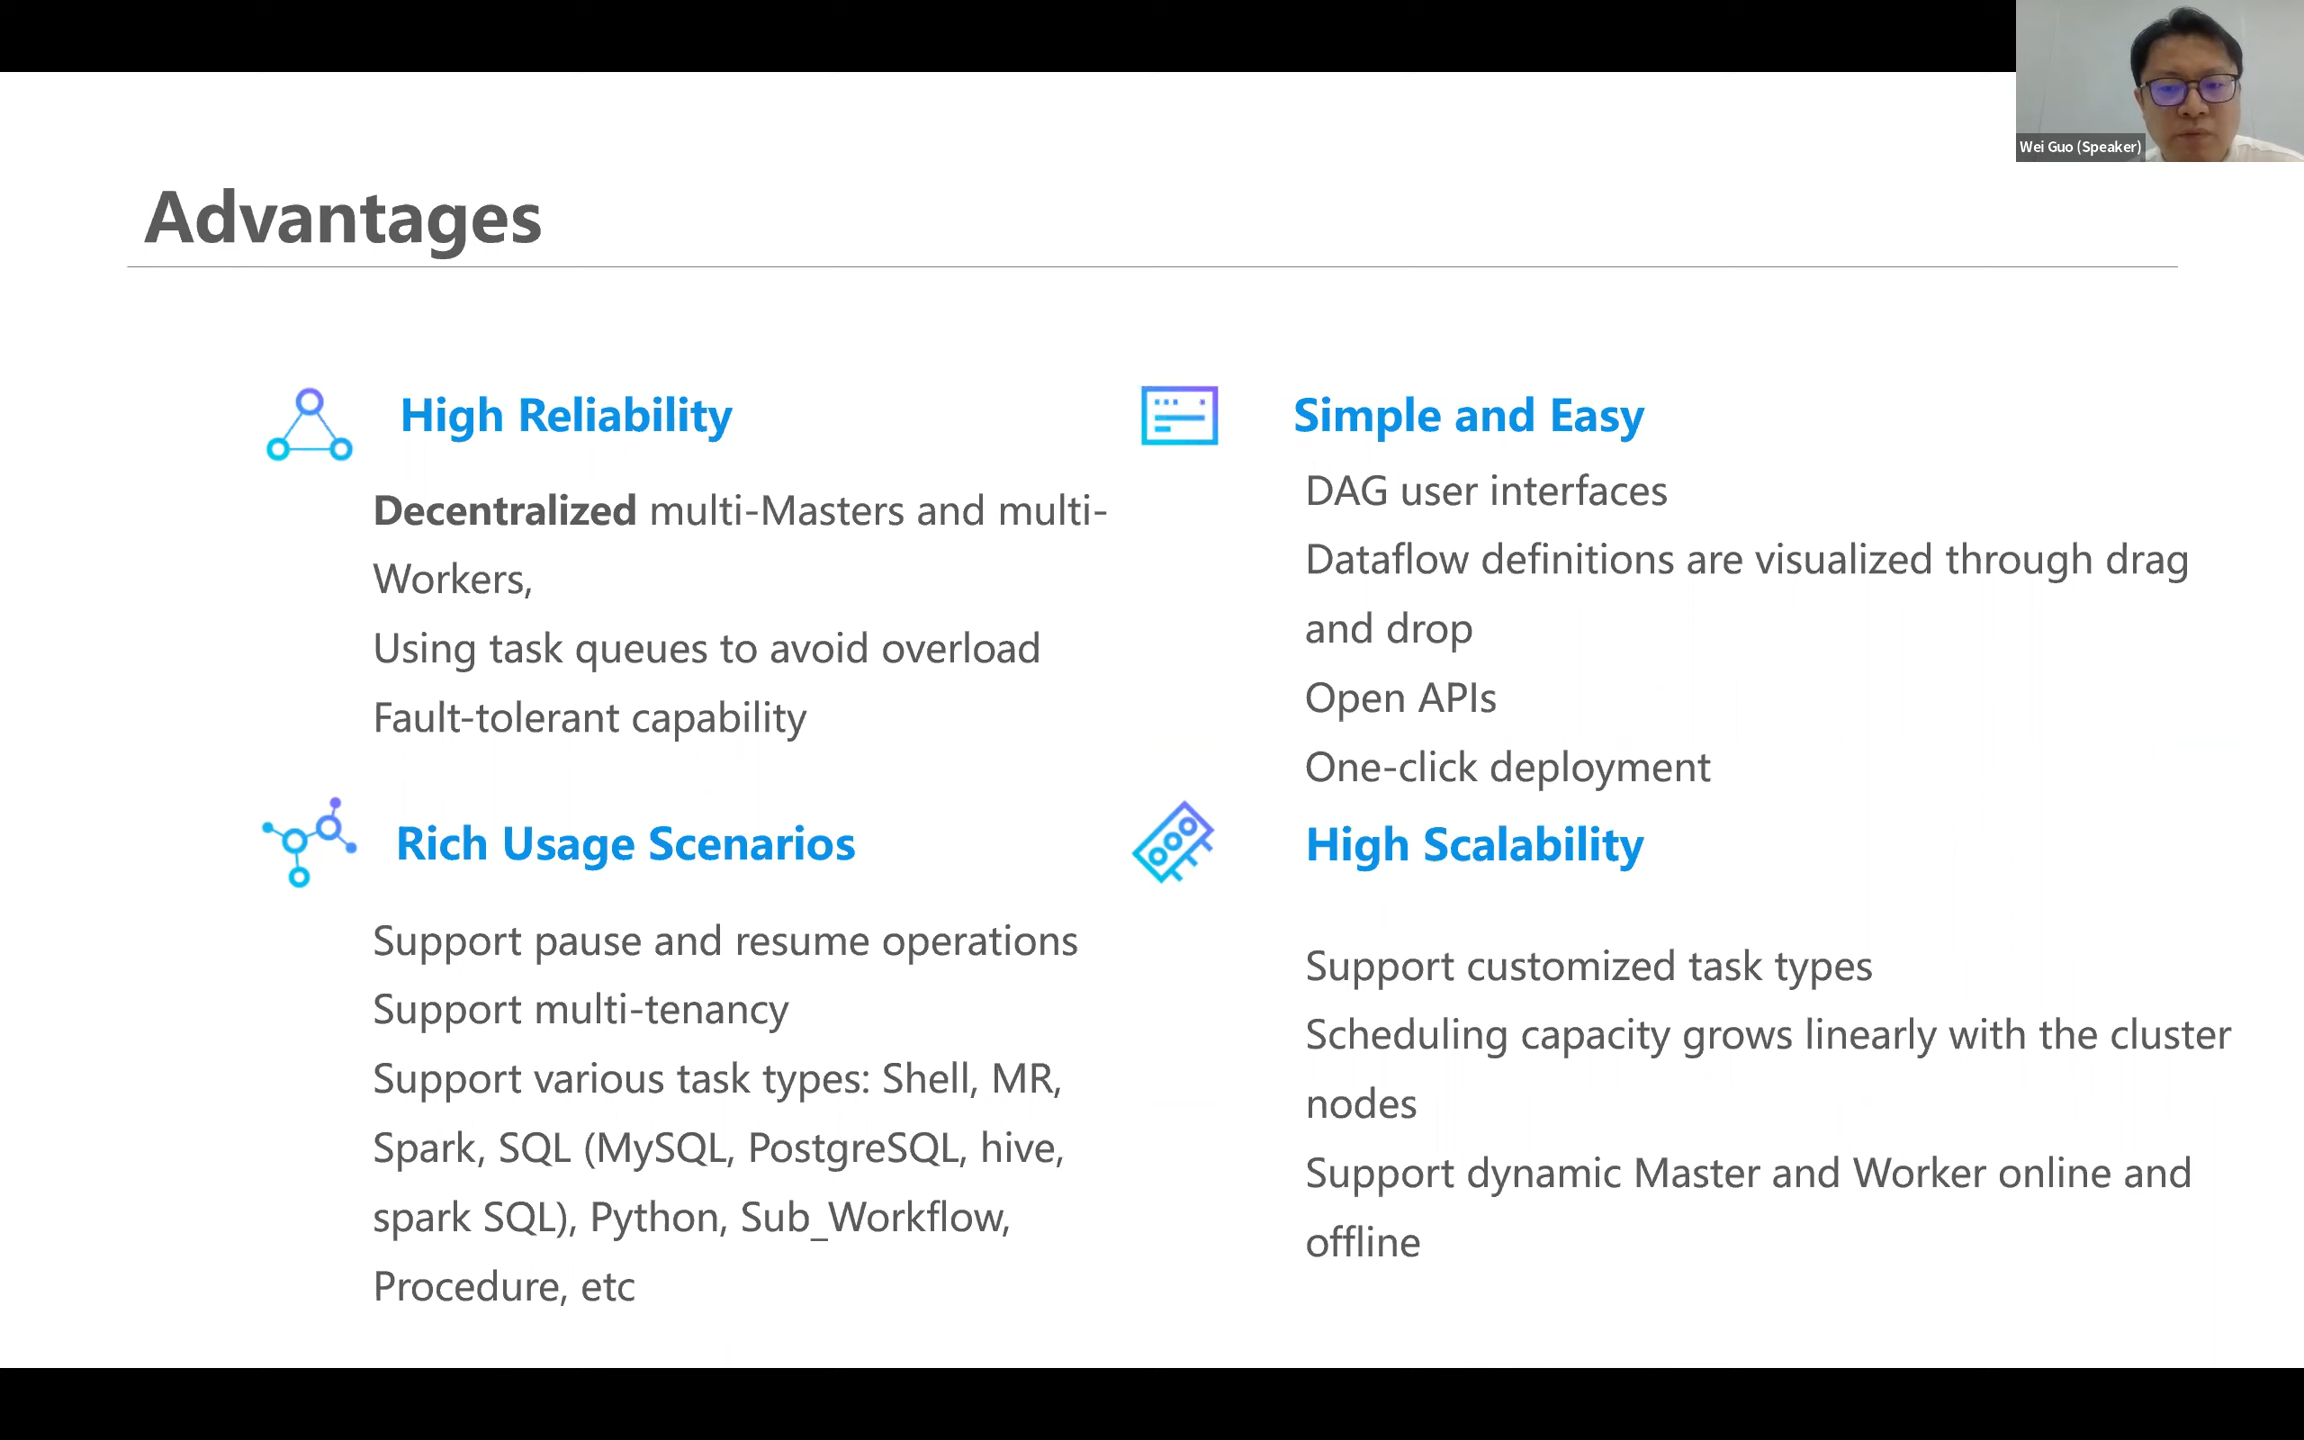 Wei Guo (Speaker)
Advantages
High Reliability
Decentralized multi-Masters and multi-
Workers,
Using task queues to avoid overload
Fault-tolerant capability
Simple and Easy
DAG user interfaces
Dataflow definitions are visualized through drag
and drop
Open APIs
One-click deployment
Rich Usage Scenarios
Support pause and resume operations
Support multi-tenancy
Support various task types: Shell, MR,
Spark, SQL (MySQL, PostgreSQL, hive,
spark SQL), Python, Sub_Workflow,
Procedure, etc
High Scalability
Support customized task types
Scheduling capacity grows linearly with the cluster
nodes
Support dynamic Master and Worker online and
offline